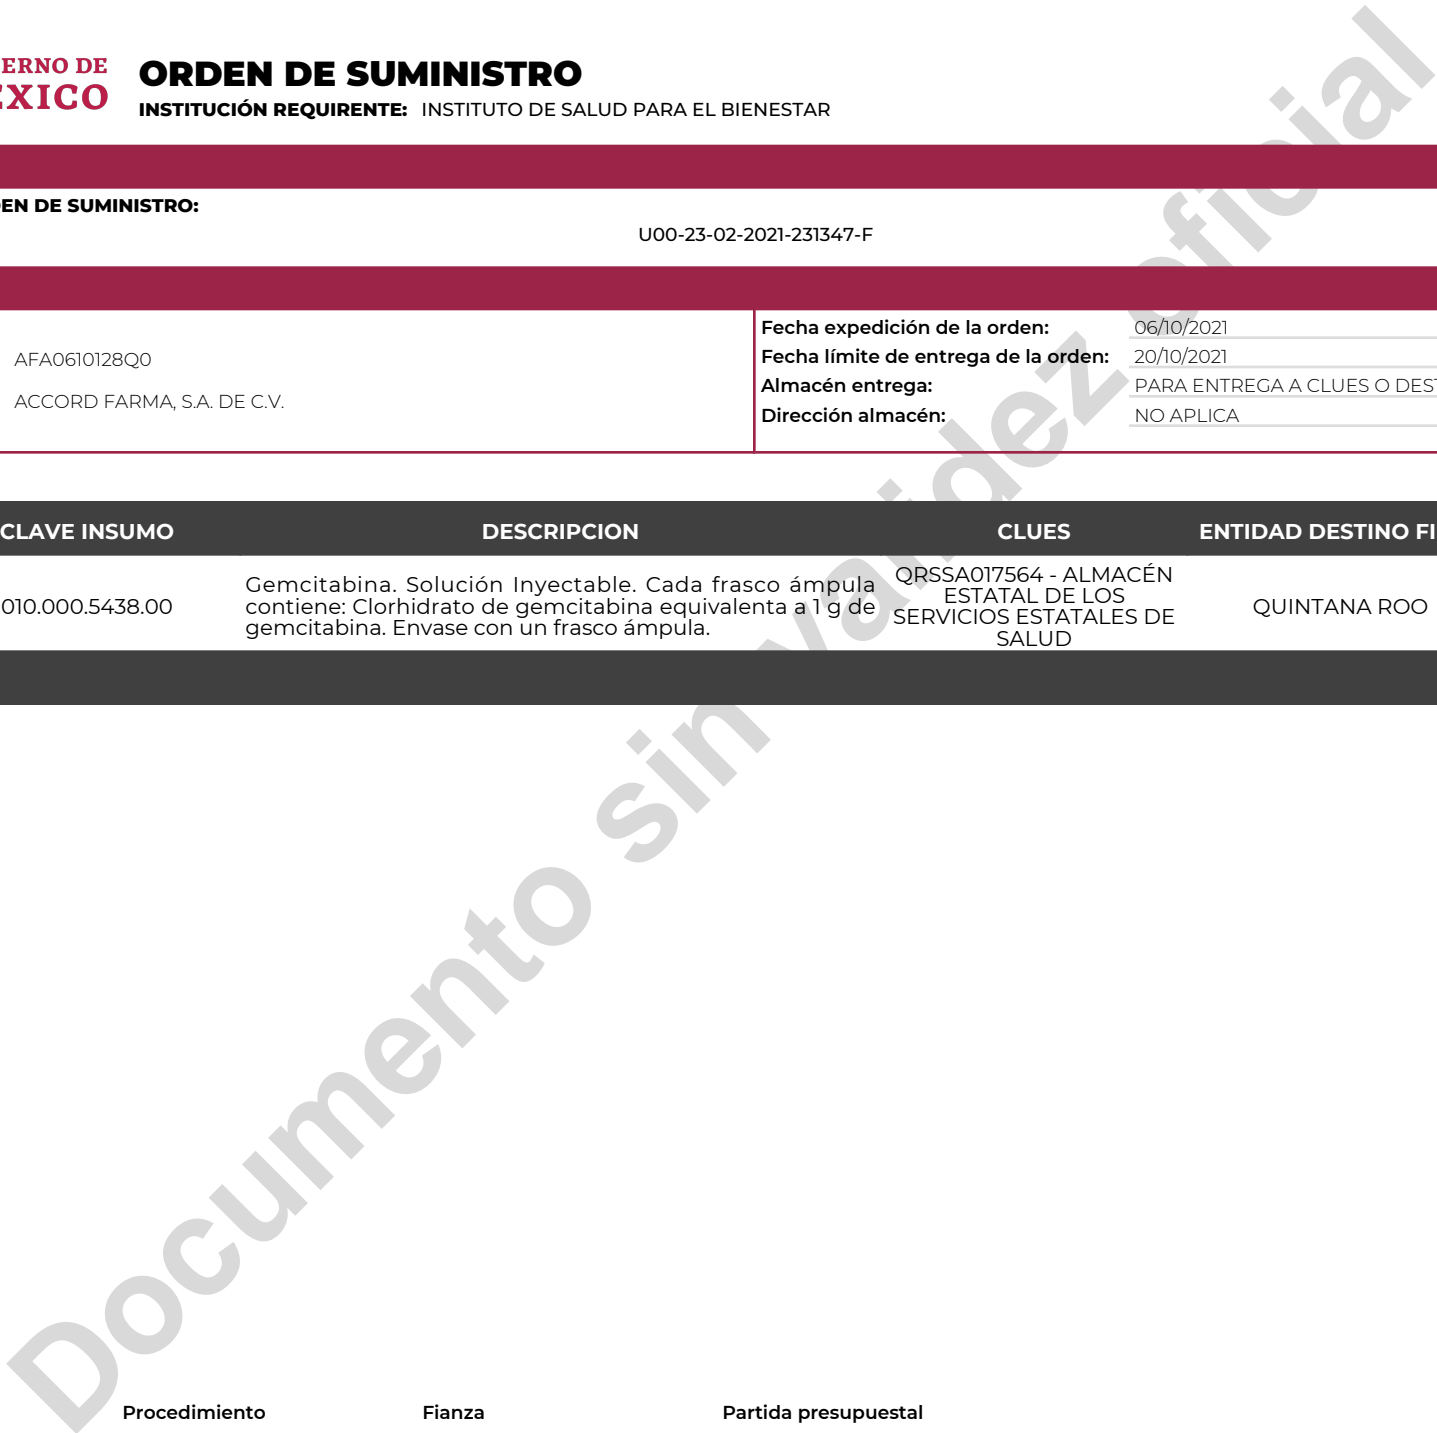 ERNO DE
ÉXICO
ORDEN DE SUMINISTRO
INSTITUCIÓN REQUIRENTE: INSTITUTO DE SALUD PARA EL BIENESTAR
EN DE SUMINISTRO:
U00-23-02-2021-231347-F
AFA0610128Q0
ACCORD FARMA, S.A. DE C.V.
Fecha expedición de la orden: 06/10/2021
Fecha límite de entrega de la orden: 20/10/2021
Almacén entrega: PARA ENTREGA A CLUES O DEST
Dirección almacén: NO APLICA
CLAVE INSUMO DESCRIPCION CLUES ENTIDAD DESTINO FI
010.000.5438.00
Gemcitabina. Solución Inyectable. Cada frasco ámpula
contiene: Clorhidrato de gemcitabina equivalenta a 1 g de
gemcitabina. Envase con un frasco ámpula.
QRSSA017564 - ALMACÉN
ESTATAL DE LOS
SERVICIOS ESTATALES DE
SALUD
QUINTANA ROO
Documento sin validez oficial
Procedimiento Fianza Partida presupuestal